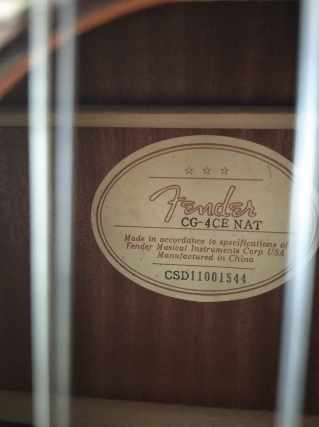 Fender
CG-4CE NAT
Made in accordance to specifications of
Fender Musical Instruments Corp USA
Manufactured in China
CSD11001544